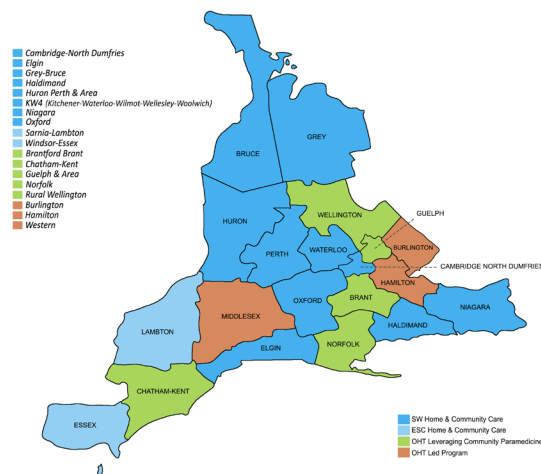 Cambridge-North Dumfries
Elgin
Grey-Bruce
Haldimand
Huron Perth & Area
KW4 (Kitchener-Waterloo-Wilmot-Wellesley-Woolwich)
Niagara
Oxford
Sarnia-Lambton
Windsor-Essex
Brantford Brant
Chatham-Kent
Guelph & Area
Norfolk
Rural Wellington
Burlington
Hamilton
Western
GREY
BRUCE
WELLINGTON
GUELPH
HURON
BURLINGTON
PERTH
WATERLOO
CAMBRIDGE NORTH DUMFRIES
HAMILTON
OXFORD
BRANT
NIAGARA
MIDDLESEX
HALDIMAND
LAMBTON
ELGIN
NORFOLK
CHATHAM-KENT
ESSEX
SW Home & Community Care
ESC Home & Community Care
OHT Leveraging Community Paramedicine
OHT Led Program